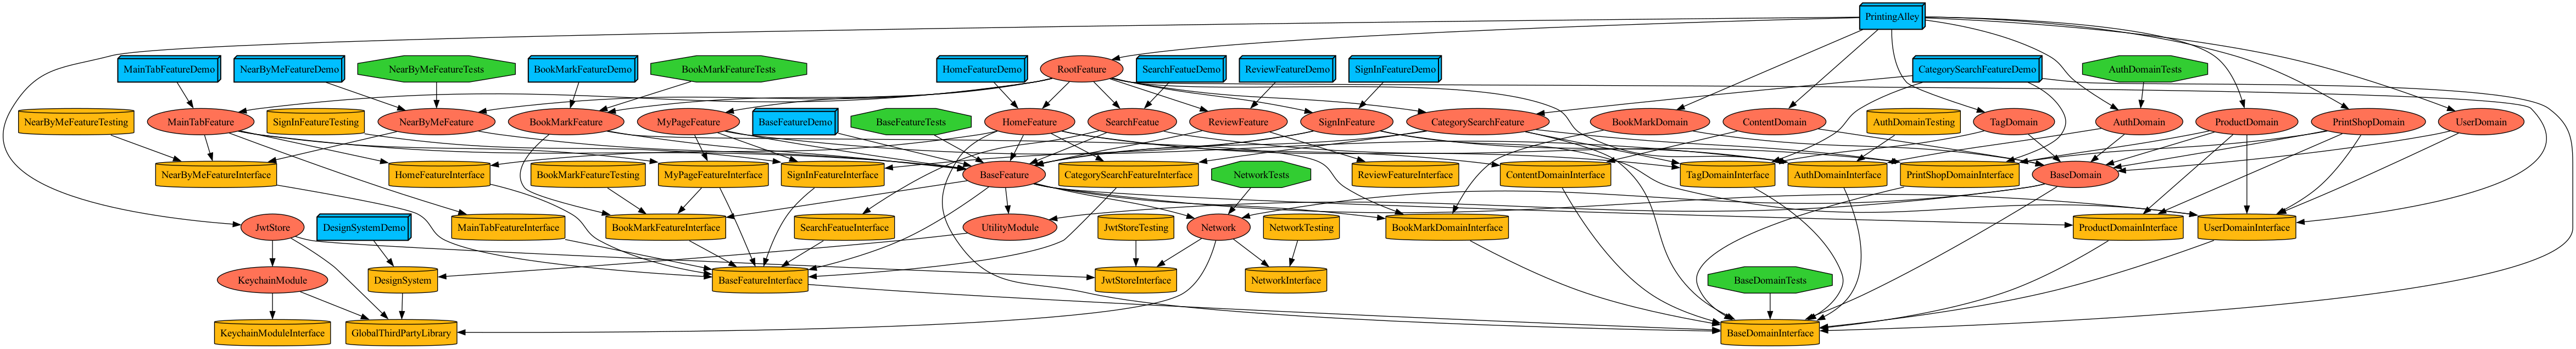 PrintingAlley
MainTabFeatureDemo
NearByMeFeatureDemo
NearByMeFeatureTests
BookMarkFeatureDemo
BookMarkFeatureTests
HomeFeatureDemo
RootFeature
SearchFeatueDemo
ReviewFeatureDemo
SignInFeatureDemo
CategorySearchFeatureDemo
AuthDomainTests
NearByMeFeatureTesting
MainTabFeature
SignInFeatureTesting
NearByMeFeature
BookMarkFeature
MyPageFeature
BaseFeatureDemo
BaseFeatureTests
HomeFeature
SearchFeatue
ReviewFeature
SignInFeature
CategorySearchFeature
BookMarkDomain
ContentDomain
AuthDomainTesting
TagDomain
AuthDomain
ProductDomain
PrintShopDomain
UserDomain
NearByMeFeatureInterface
HomeFeatureInterface
BookMarkFeatureTesting
MyPageFeatureInterface
SignInFeatureInterface
BaseFeature
CategorySearchFeatureInterface
NetworkTests
ReviewFeatureInterface
ContentDomainInterface
TagDomainInterface
AuthDomainInterface
PrintShopDomainInterface
BaseDomain
JwtStore
DesignSystemDemo
MainTabFeatureInterface
BookMarkFeatureInterface
SearchFeatueInterface
UtilityModule
JwtStoreTesting
Network
NetworkTesting
BookMarkDomainInterface
ProductDomainInterface
UserDomainInterface
KeychainModule
DesignSystem
BaseFeatureInterface
JwtStoreInterface
NetworkInterface
BaseDomainTests
KeychainModuleInterface
GlobalThirdPartyLibrary
BaseDomainInterface